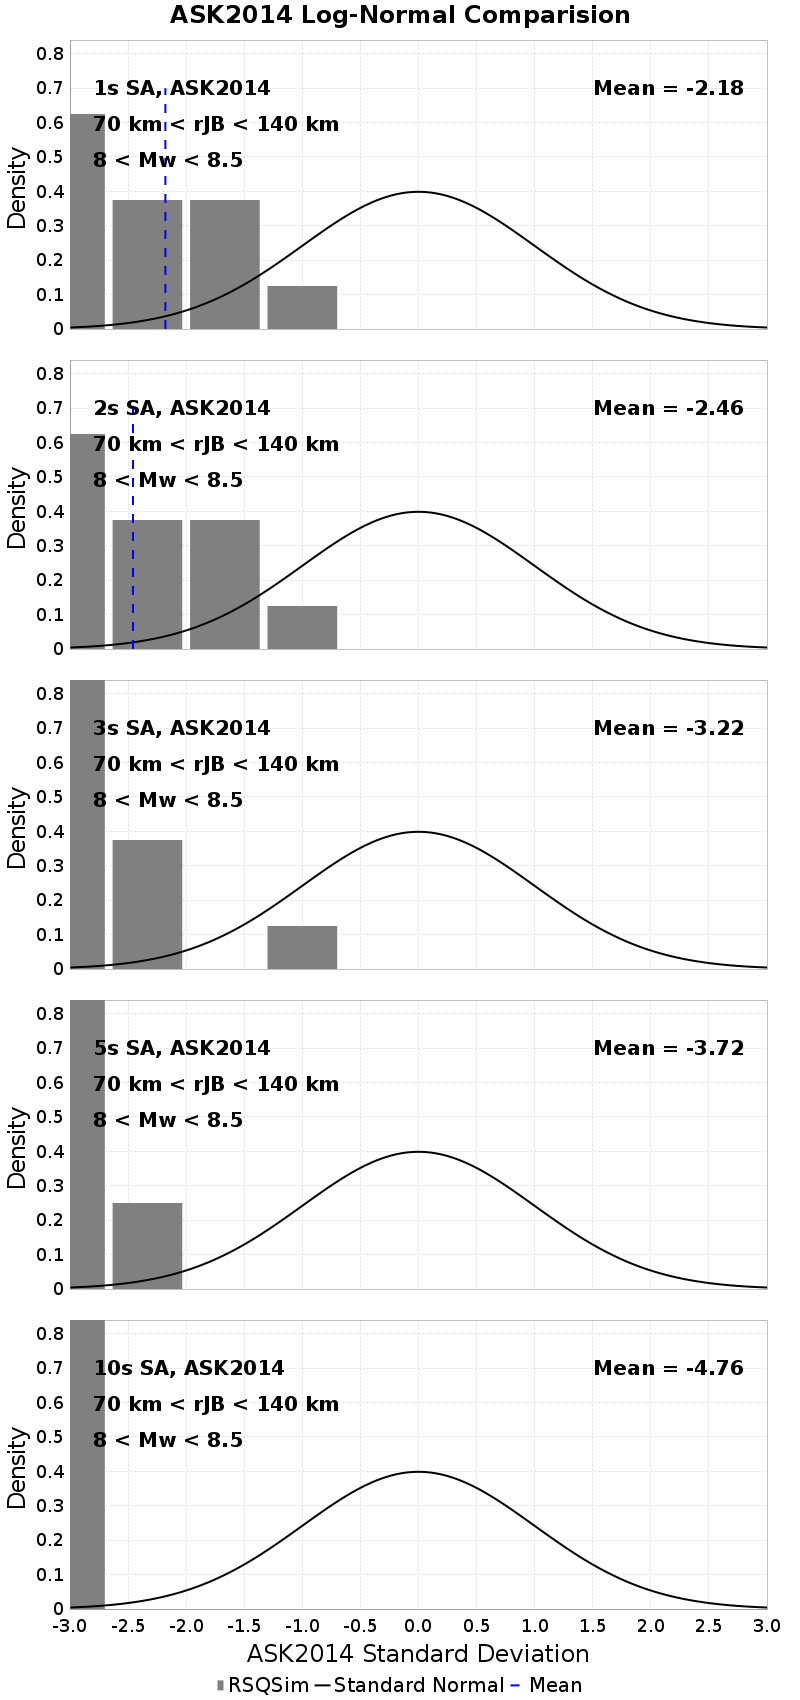 ASK2014 Log-Normal Comparision
0.8
0.7
0.6
0.5
0.4
0.3
0.2
0.1
0
Density
1s SA, ASK2014
Mean = -2.18
70 km < rJB < 140 km
8 < Mw < 8.5
0.8
0.7
0.6
0.5
0.4
0.3
0.2
0.1
0
Density
2s SA, ASK2014
Mean = -2.46
70 km < rJB < 140 km
8 < Mw < 8.5
0.8
0.7
0.6
0.5
0.4
0.3
0.2
0.1
0
Density
3s SA, ASK2014
Mean = -3.22
70 km < rJB < 140 km
8 < Mw < 8.5
0.8
0.7
0.6
0.5
0.4
0.3
0.2
0.1
0
Density
5s SA, ASK2014
Mean = -3.72
70 km < rJB < 140 km
8 < Mw < 8.5
0.8
0.7
0.6
0.5
0.4
0.3
0.2
0.1
0
Density
10s SA, ASK2014
Mean = -4.76
70 km < rJB < 140 km
8 < Mw < 8.5
-3.0 -2.5 -2.0 -1.5 -1.0 -0.5 0.0 0.5 1.0 1.5 2.0 2.5 3.0
ASK2014 Standard Deviation
RSQSim Standard Normal Mean